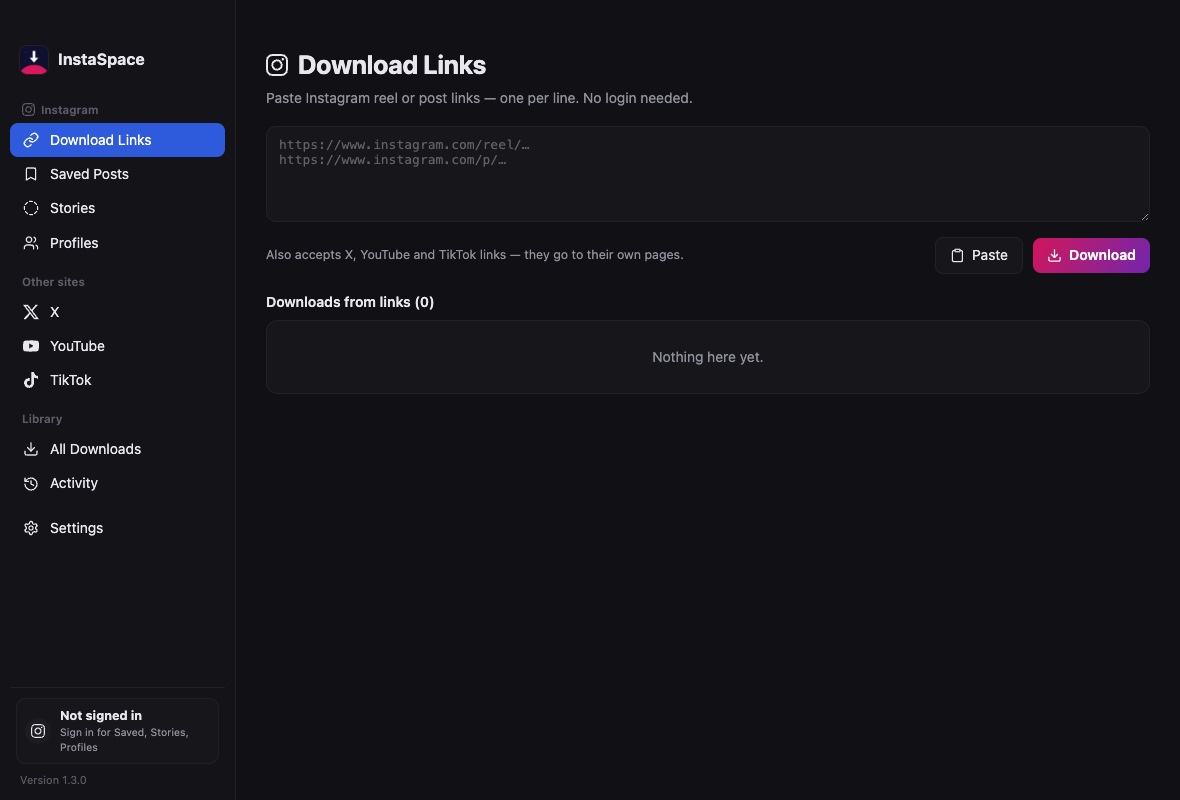 InstaSpace
Instagram
Download Links
Saved Posts
Stories
Profiles
Other sites
X
YouTube
TikTok
Library
All Downloads
Activity
Settings
Not signed in
Sign in for Saved, Stories,
Profiles
Version 1.3.0
Download Links
Paste Instagram reel or post links — one per line. No login needed.
https://www.instagram.com/reel/…
https://www.instagram.com/p/…
Also accepts X, YouTube and TikTok links — they go to their own pages.
Paste
Download
Downloads from links (0)
Nothing here yet.